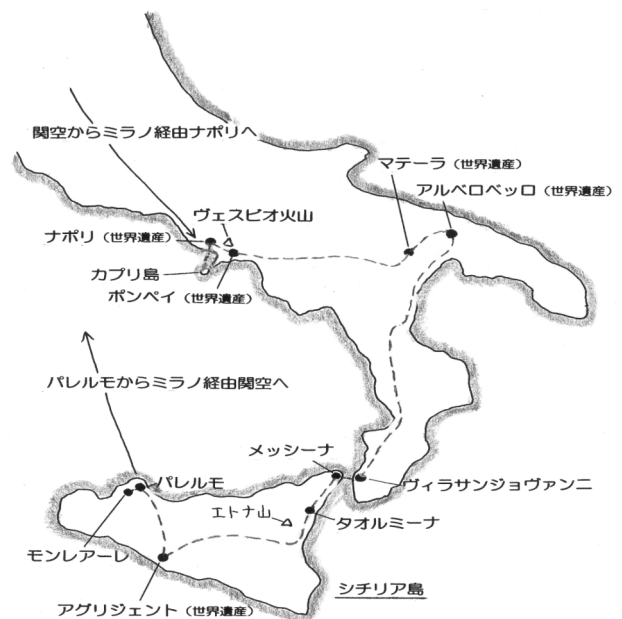 関空からミラノ経由ナポリへ
マテーラ（世界遺産）
アルベロベッロ（世界遺産）
ヴェスビオ火山
ナポリ（世界遺産）
カプリ島
ポンペイ（世界遺産）
パレルモからミラノ経由関空へ
メッシーナ
パレルモ
ヴィラサンジョヴァンニ
エトナ山
タオルミーナ
モンレアーレ
シチリア島
アグリジェント（世界遺産）